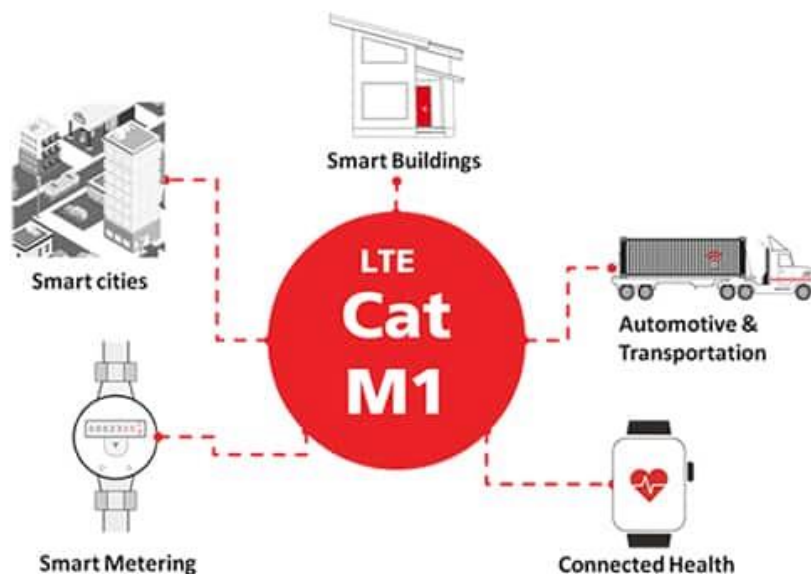 Smart Buildings
Smart cities
LTE
Cat
M1
Automotive &
Transportation
Smart Metering
Connected Health